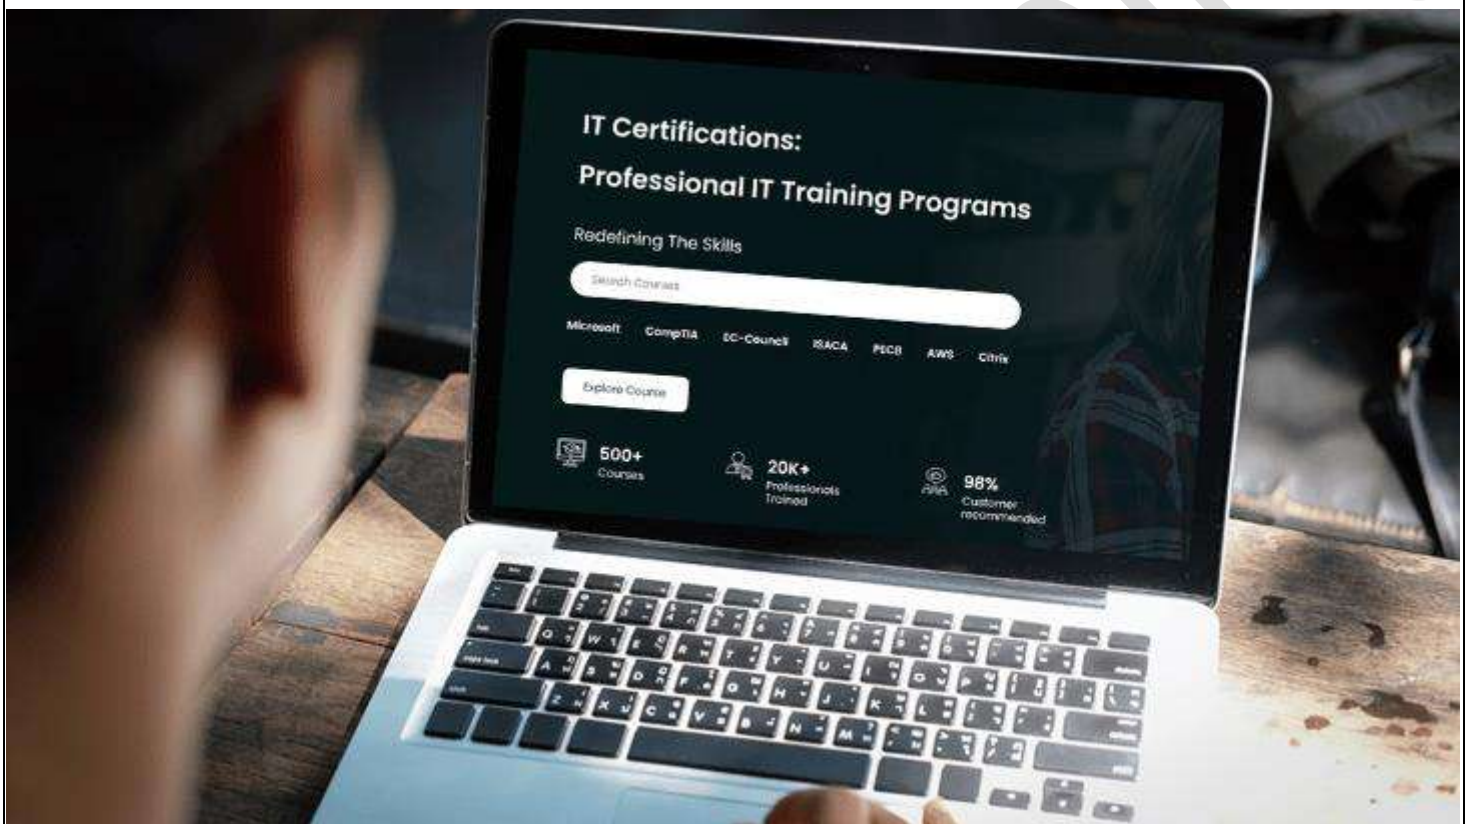 IT Certifications:
Professional IT Training Programs
Redefining The Skills
Search Courses
Microsoft CompTIA EC-Council ISACA PECB AWS Citrix
Explore Course
500+
Courses
20K+
Professionals
Trained
98%
Customer
recommended